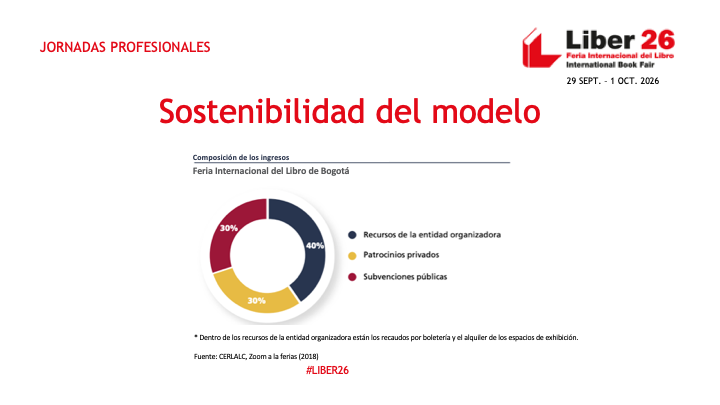 JORNADAS PROFESIONALES
Liber 26
Feria Internacional del Libro
International Book Fair
29 SEPT. - 1 OCT. 2026
Sostenibilidad del modelo
Composición de los ingresos
Feria Internacional del Libro de Bogotá
30%
40%
30%
Recursos de la entidad organizadora
Patrocinios privados
Subvenciones públicas
* Dentro de los recursos de la entidad organizadora están los recaudos por boletería y el alquiler de los espacios de exhibición.
Fuente: CERLALC, Zoom a la ferias (2018)
#LIBER26